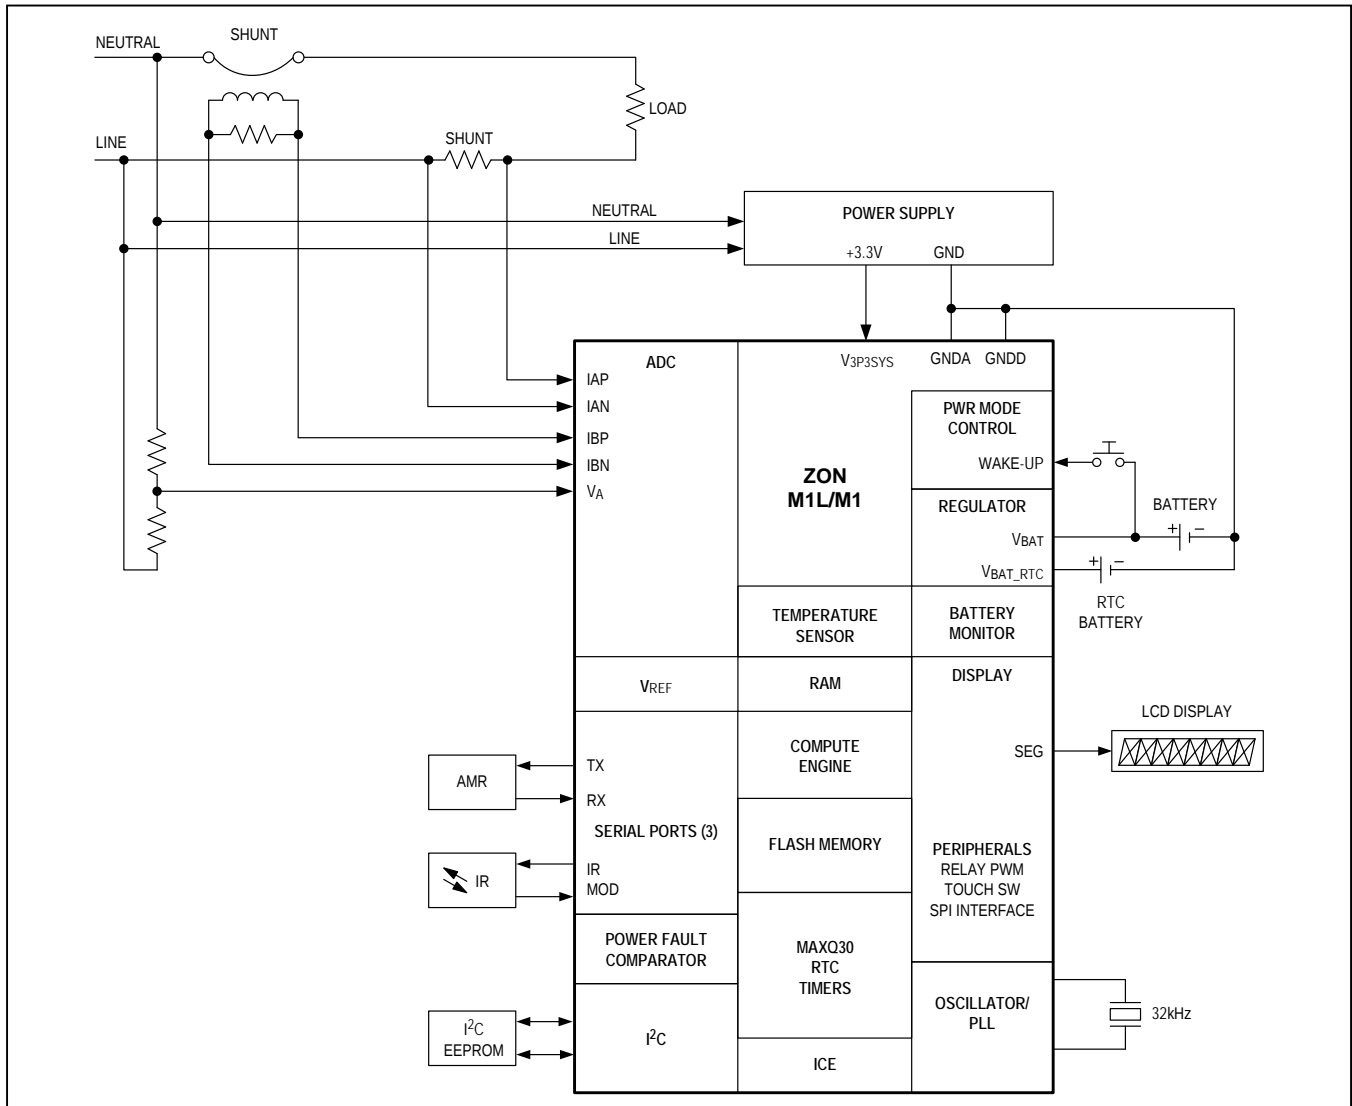 SHUNT
NEUTRAL
LOAD
LINE
SHUNT
NEUTRAL
LINE
POWER SUPPLY
+3.3V
GND
V3P3SYS
GNDA
GNDD
ADC
IAP
IAN
IBP
IBN
VA
ZON
M1L/M1
PWR MODE
CONTROL
WAKE-UP
REGULATOR
VBAT
VBAT_RTC
BATTERY
+
–
+
–
RTC
BATTERY
TEMPERATURE
SENSOR
BATTERY
MONITOR
VREF
RAM
DISPLAY
SEG
LCD DISPLAY
COMPUTE
ENGINE
AMR
TX
RX
SERIAL PORTS (3)
IR
IR
MOD
FLASH MEMORY
PERIPHERALS
RELAY PWM
TOUCH SW
SPI INTERFACE
POWER FAULT
COMPARATOR
MAXQ30
RTC
TIMERS
OSCILLATOR/
PLL
32kHz
I2C
EEPROM
I2C
ICE